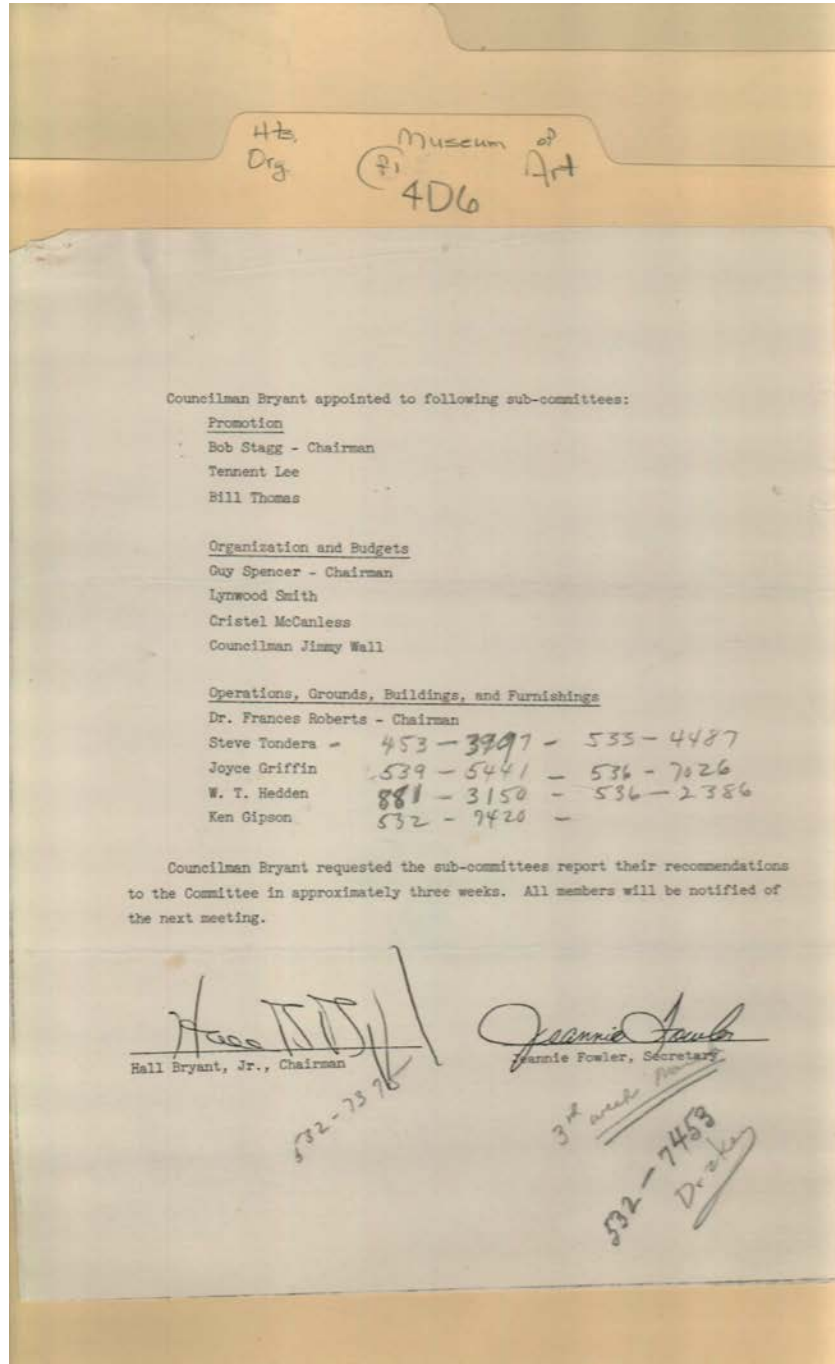 Hts. Museum of
Org Art
4D6
Councilman Bryant appointed to following sub-committees:
Promotion
Bob Stagg - Chairman
Tennent Lee
Bill Thomas
Organization and Budgets
Guy Spencer - Chairman
Lynwood Smith
Cristel McCanless
Councilman Jimmy Wall
Operations, Grounds, Buildings, and Furnishings
Dr. Frances Roberts - Chairman
Steve Tondera - 453-3797 - 535-4487
Joyce Griffin 539-5441 - 536-7026
W. T. Hedden 881-3150 - 536-2386
Ken Gipson 532-7420 -
Councilman Bryant requested the sub-committees report their recommendations
to the Committee in approximately three weeks. All members will be notified of
the next meeting.
Jeannie Fowler
Hall Bryant, Jr., Chairman Jeannie Fowler, Secretary
532-7375
3rd week
532-7453
Drake